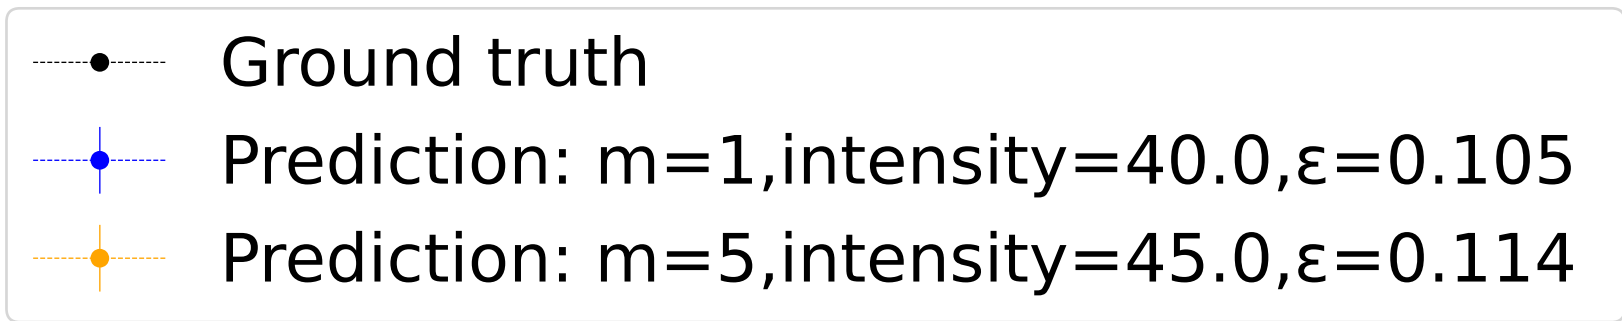 Ground truth
Prediction: m=1,intensity=40.0,ε=0.105
Prediction: m=5,intensity=45.0,ε=0.114